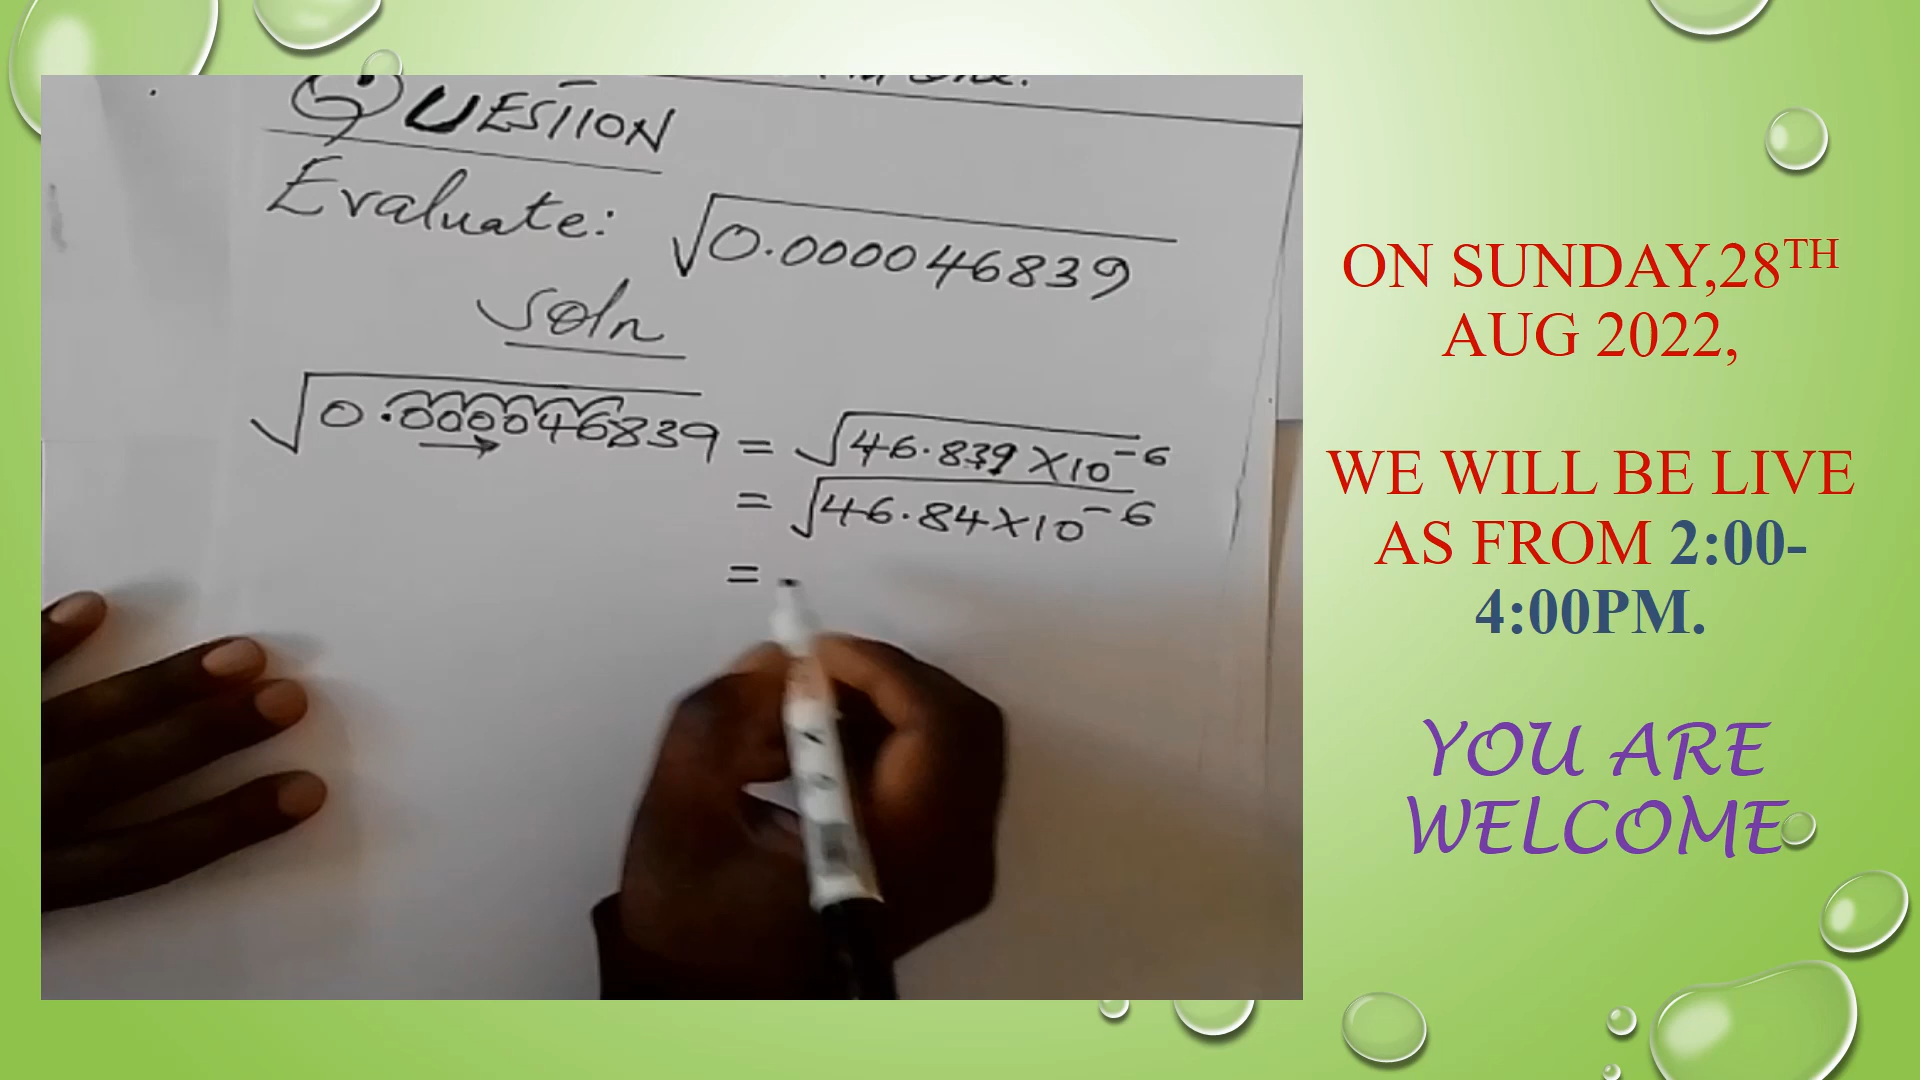 QUESTION
Evaluate: √0.000046839
Soln
√0.000046839 = √46.839×10⁻⁶
= √46.84×10⁻⁶
=
ON SUNDAY,28TH
AUG 2022,
WE WILL BE LIVE
AS FROM 2:00-
4:00PM.
YOU ARE
WELCOME